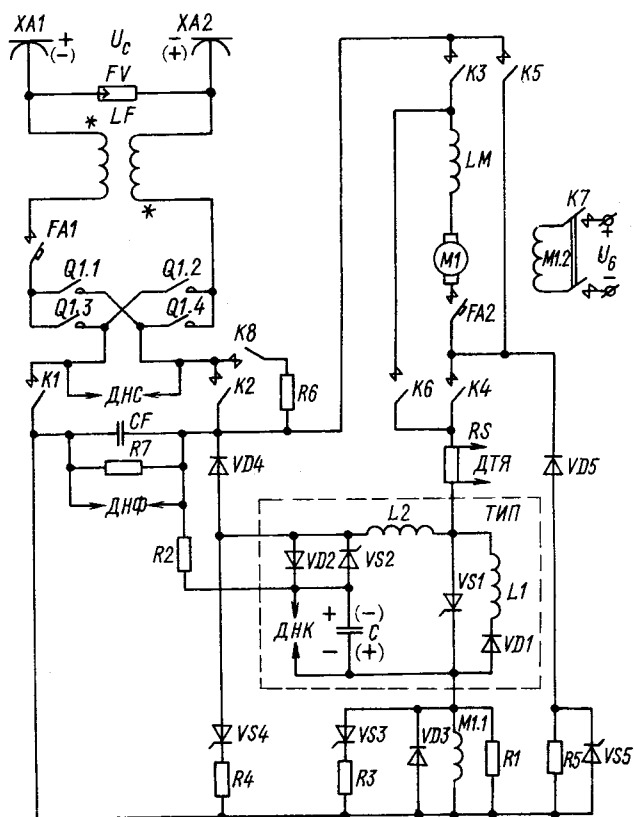 XA1 + (-) U_C - (+) XA2
FV
LF
*
*
K3
K5
LM
FA1
K7
Q1.1
Q1.2
M1
M1.2
+
U_б
-
Q1.3
Q1.4
FA2
K8
K1
ДНС
K2
R6
K6
K4
CF
RS
R7
VD4
ДТЯ
VD5
ДНФ
ТИП
L2
R2
VD2
VS2
VS1
L1
ДНК
+ (-)
C
- (+)
VD1
VS4
VS3
VD3
M1.1
R4
R3
R1
R5
VS5